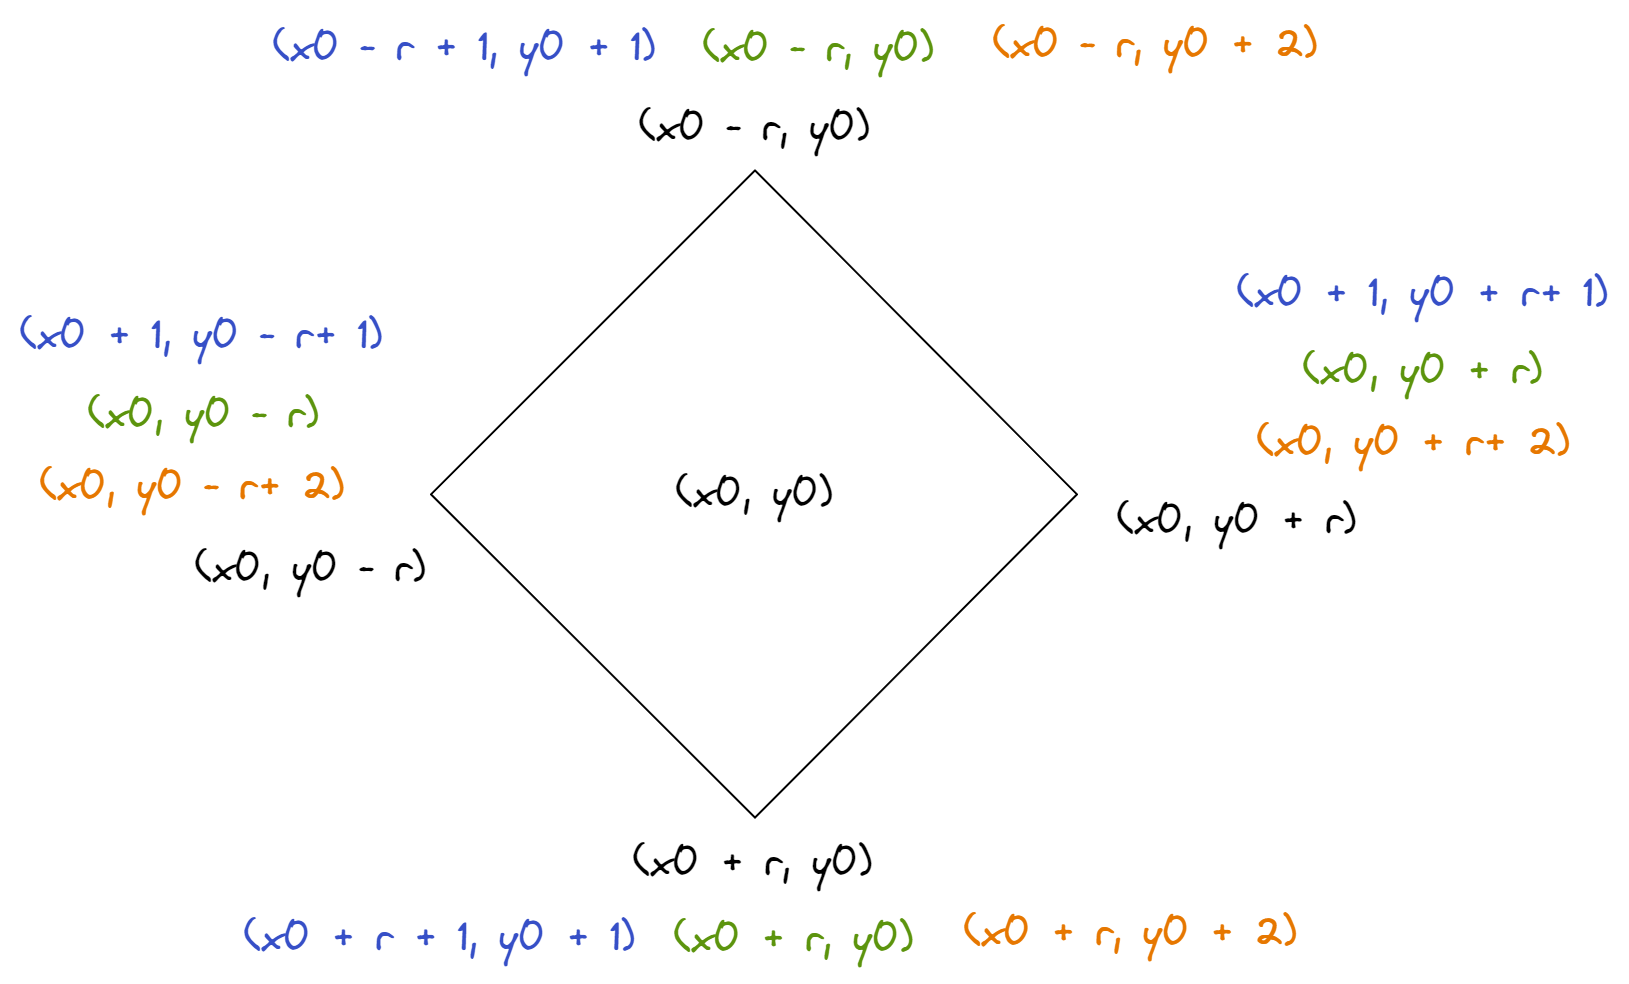 (x0 - r + 1, y0 + 1) (x0 - r, y0) (x0 - r, y0 + 2)
(x0 - r, y0)
(x0 + 1, y0 + r+ 1)
(x0 + 1, y0 - r+ 1)
(x0, y0 + r)
(x0, y0 - r)
(x0, y0 + r+ 2)
(x0, y0 - r+ 2)
(x0, y0)
(x0, y0 + r)
(x0, y0 - r)
(x0 + r, y0)
(x0 + r + 1, y0 + 1) (x0 + r, y0) (x0 + r, y0 + 2)